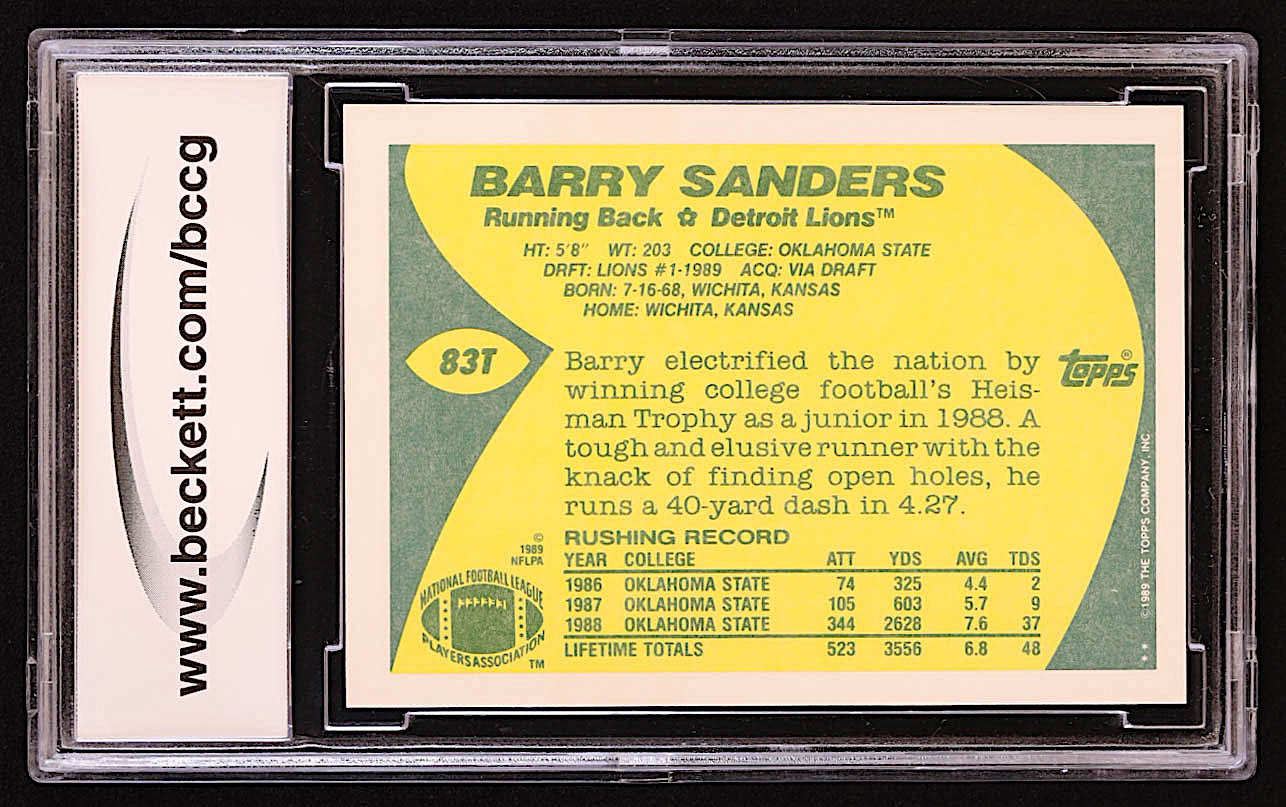 www.beckett.com/bccg
BARRY SANDERS
Running Back ✿ Detroit Lions™
HT: 5'8" WT: 203 COLLEGE: OKLAHOMA STATE
DRFT: LIONS #1-1989 ACQ: VIA DRAFT
BORN: 7-16-68, WICHITA, KANSAS
HOME: WICHITA, KANSAS
83T
Barry electrified the nation by
winning college football's Heis-
man Trophy as a junior in 1988. A
tough and elusive runner with the
knack of finding open holes, he
runs a 40-yard dash in 4.27.
topps®
RUSHING RECORD
YEAR COLLEGE ATT YDS AVG TDS
1986 OKLAHOMA STATE 74 325 4.4 2
1987 OKLAHOMA STATE 105 603 5.7 9
1988 OKLAHOMA STATE 344 2628 7.6 37
LIFETIME TOTALS 523 3556 6.8 48
©
1989
NFLPA
NATIONAL FOOTBALL LEAGUE
PLAYERS ASSOCIATION
TM
©1989 THE TOPPS COMPANY, INC
**